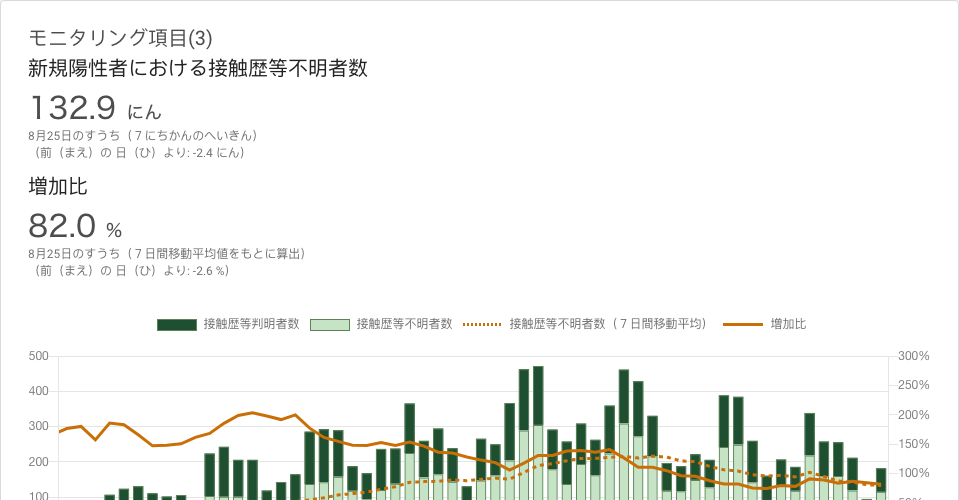 モニタリング項目(3)
新規陽性者における接触歴等不明者数
132.9 にん
8月25日のすうち（７にちかんのへいきん）
（前（まえ）の 日（ひ）より: -2.4 にん）
増加比
82.0 %
8月25日のすうち（７日間移動平均値をもとに算出）
（前（まえ）の 日（ひ）より: -2.6 %）
接触歴等判明者数 接触歴等不明者数 接触歴等不明者数（７日間移動平均） 増加比
500 300%
250%
400
200%
300
150%
200
100%
100